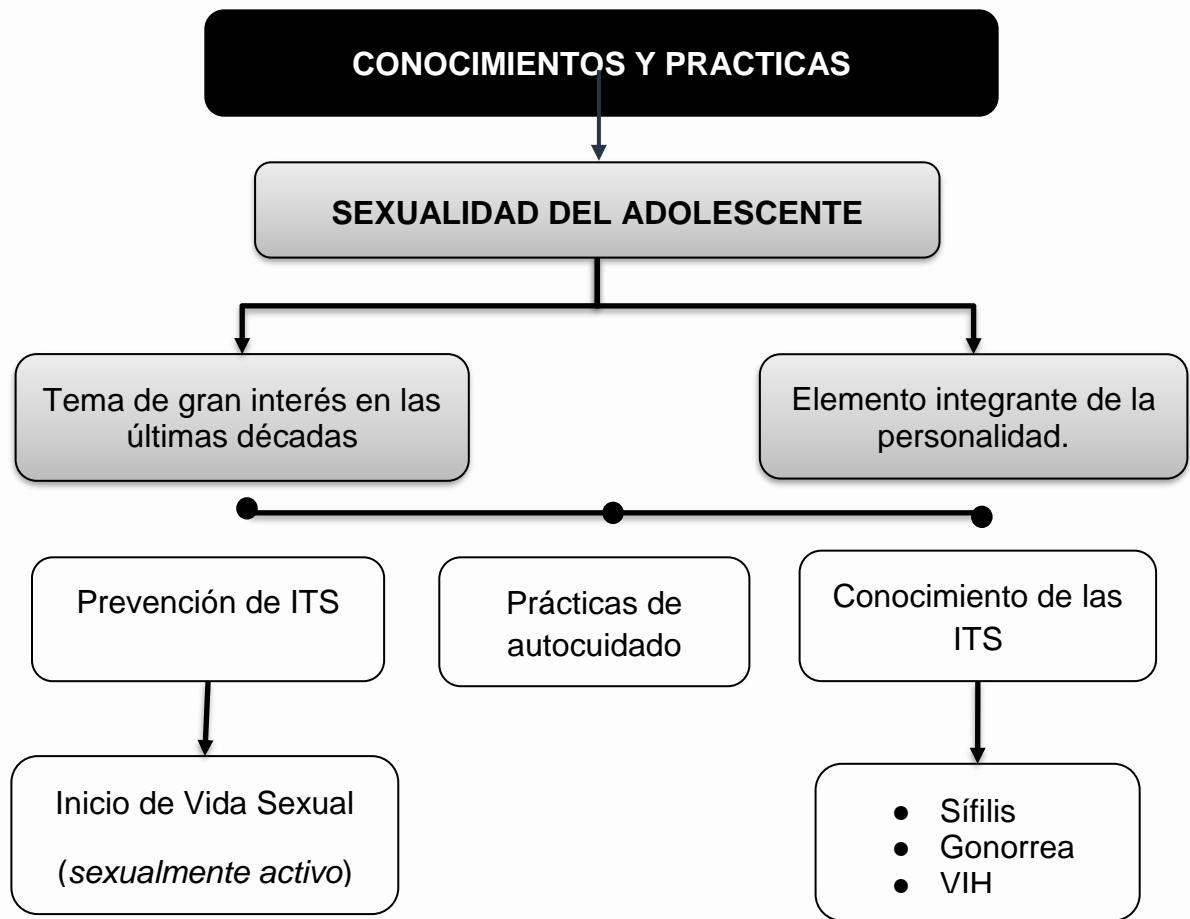 CONOCIMIENTOS Y PRACTICAS
SEXUALIDAD DEL ADOLESCENTE
Tema de gran interés en las
últimas décadas
Elemento integrante de la
personalidad.
Prevención de ITS
Prácticas de
autocuidado
Conocimiento de las
ITS
Inicio de Vida Sexual
(sexualmente activo)
● Sífilis
● Gonorrea
● VIH